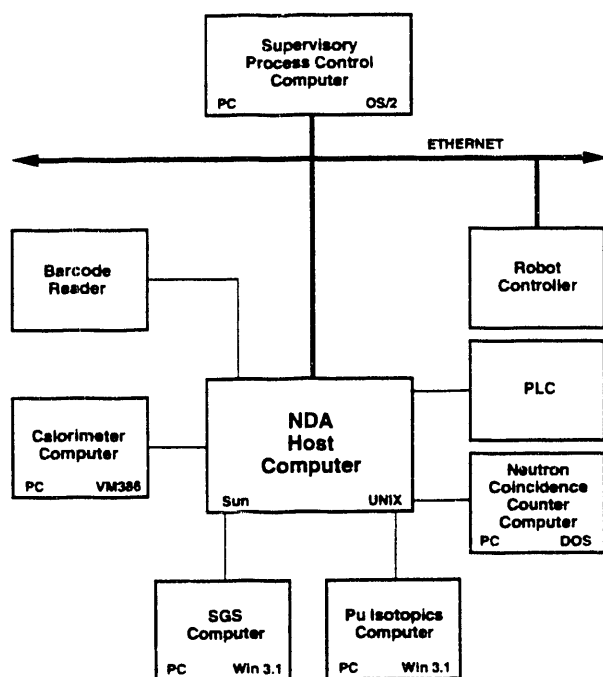 Supervisory
Process Control
Computer
PC OS/2
ETHERNET
Barcode
Reader
Robot
Controller
PLC
NDA
Host
Computer
Sun UNIX
Calorimeter
Computer
PC VM386
Neutron
Coincidence
Counter
Computer
PC DOS
SGS
Computer
PC Win 3.1
Pu Isotopics
Computer
PC Win 3.1